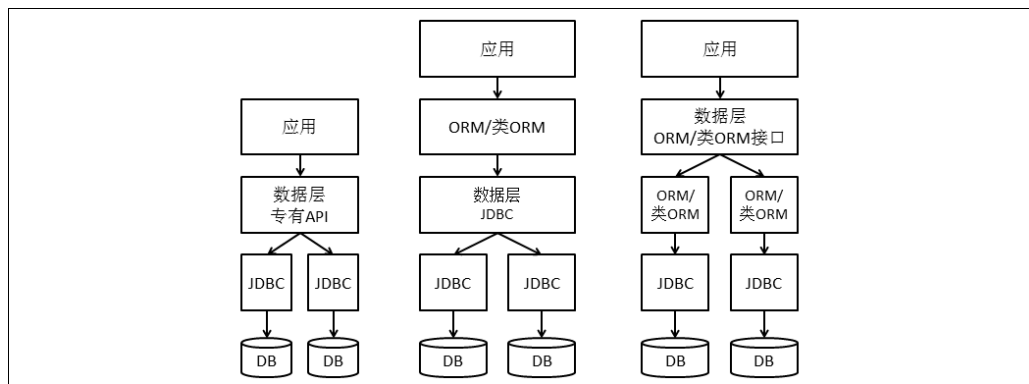 应用
数据层
专有API
JDBC
JDBC
DB
DB
应用
ORM/类ORM
数据层
JDBC
JDBC
JDBC
DB
DB
应用
数据层
ORM/类ORM接口
ORM/
类ORM
ORM/
类ORM
JDBC
JDBC
DB
DB